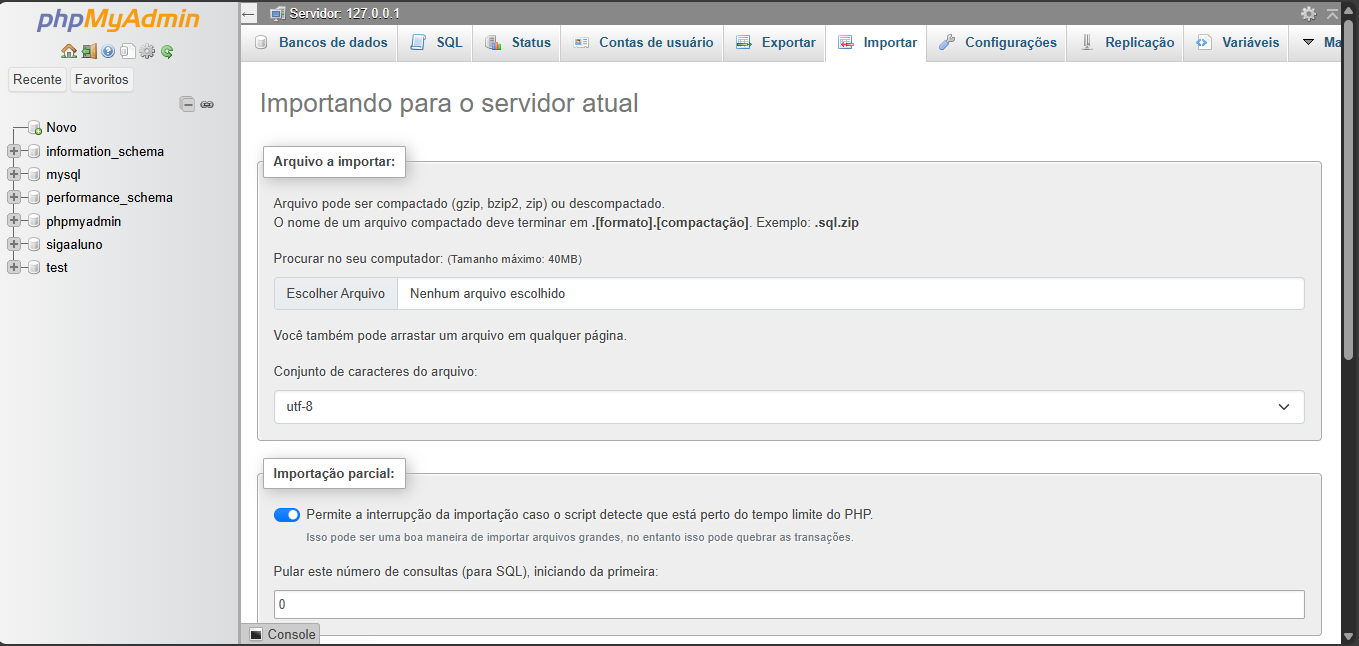 phpMyAdmin
Recente Favoritos
Novo
information_schema
mysql
performance_schema
phpmyadmin
sigaaluno
test
Servidor: 127.0.0.1
Bancos de dados SQL Status Contas de usuário Exportar Importar Configurações Replicação Variáveis Ma
Importando para o servidor atual
Arquivo a importar:
Arquivo pode ser compactado (gzip, bzip2, zip) ou descompactado.
O nome de um arquivo compactado deve terminar em .[formato].[compactação]. Exemplo: .sql.zip
Procurar no seu computador: (Tamanho máximo: 40MB)
Escolher Arquivo Nenhum arquivo escolhido
Você também pode arrastar um arquivo em qualquer página.
Conjunto de caracteres do arquivo:
utf-8
Importação parcial:
Permite a interrupção da importação caso o script detecte que está perto do tempo limite do PHP.
Isso pode ser uma boa maneira de importar arquivos grandes, no entanto isso pode quebrar as transações.
Pular este número de consultas (para SQL), iniciando da primeira:
0
Console